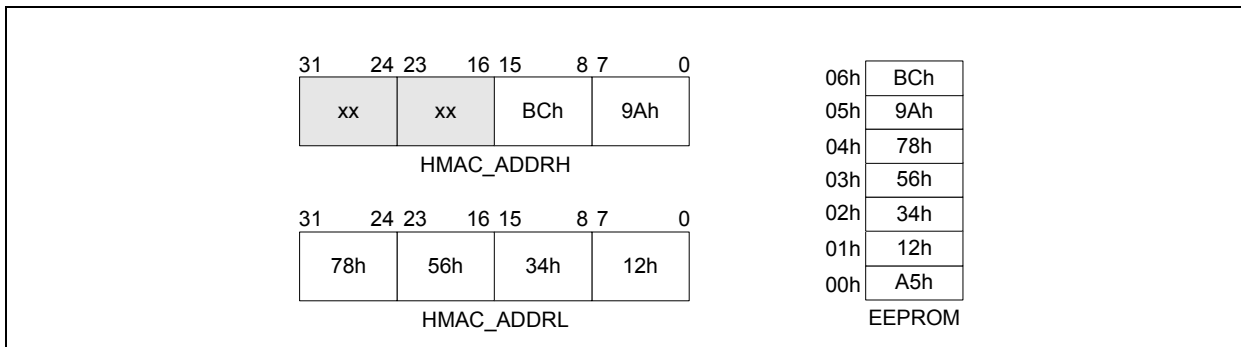 31 24 23 16 15 8 7 0
xx xx BCh 9Ah
HMAC_ADDRH
31 24 23 16 15 8 7 0
78h 56h 34h 12h
HMAC_ADDRL
06h BCh
05h 9Ah
04h 78h
03h 56h
02h 34h
01h 12h
00h A5h
EEPROM